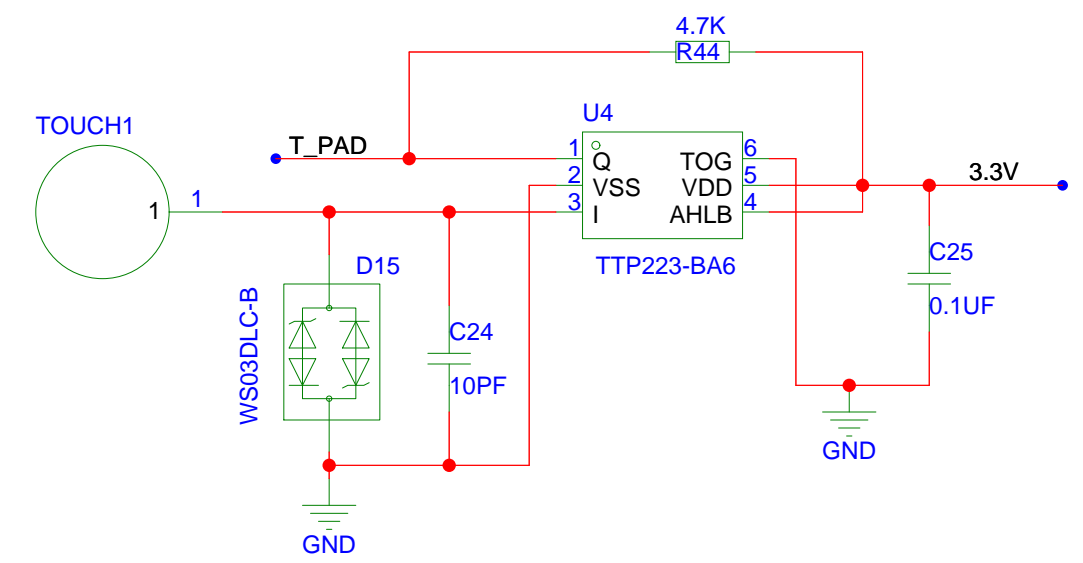 4.7K
R44
U4
TOUCH1
T_PAD
1
Q
TOG
6
2
VSS
VDD
5
3.3V
1
1
3
I
AHLB
4
TTP223-BA6
D15
C25
0.1UF
WS03DLC-B
C24
10PF
GND
GND